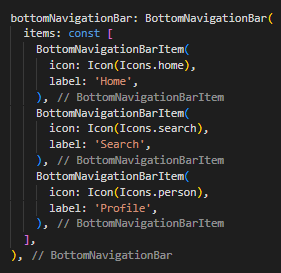 bottomNavigationBar: BottomNavigationBar(
  items: const [
    BottomNavigationBarItem(
      icon: Icon(Icons.home),
      label: 'Home',
    ), // BottomNavigationBarItem
    BottomNavigationBarItem(
      icon: Icon(Icons.search),
      label: 'Search',
    ), // BottomNavigationBarItem
    BottomNavigationBarItem(
      icon: Icon(Icons.person),
      label: 'Profile',
    ), // BottomNavigationBarItem
  ],
), // BottomNavigationBar